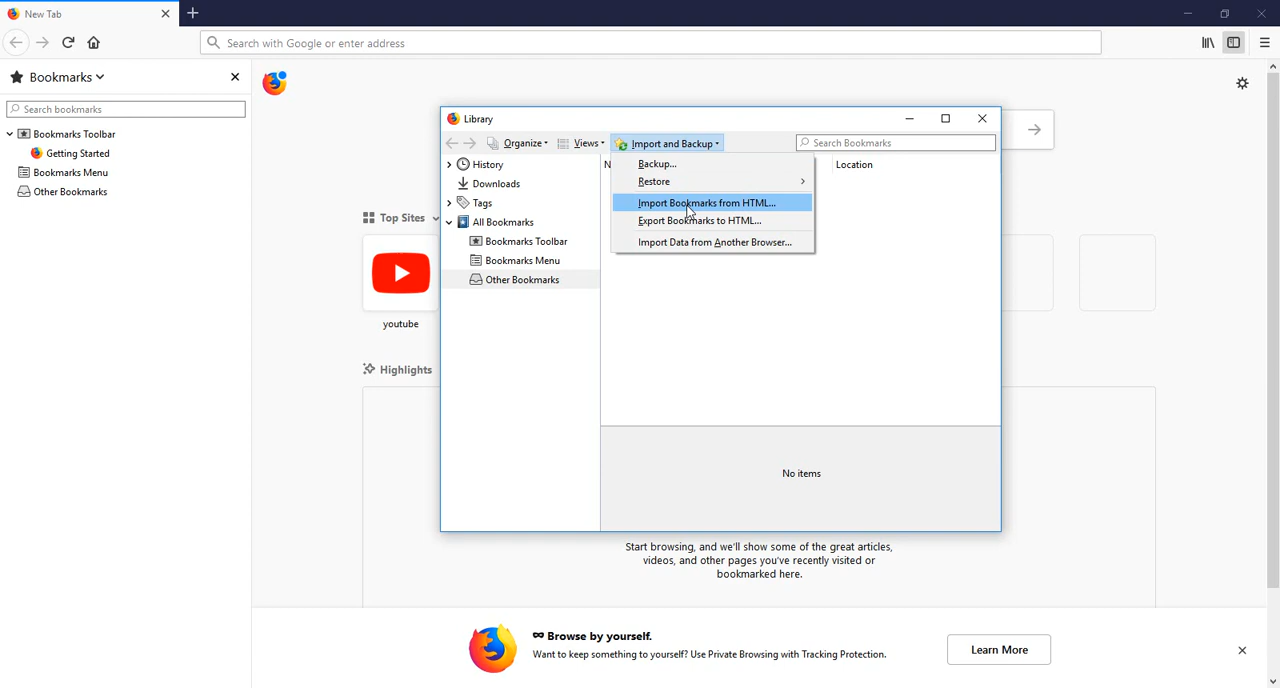 New Tab
Search with Google or enter address
Bookmarks
Search bookmarks
Bookmarks Toolbar
Getting Started
Bookmarks Menu
Other Bookmarks
Top Sites
youtube
Highlights
Library
Organize
Views
Import and Backup
Search Bookmarks
History
Downloads
Tags
All Bookmarks
Bookmarks Toolbar
Bookmarks Menu
Other Bookmarks
N
Location
Backup...
Restore
Import Bookmarks from HTML...
Export Bookmarks to HTML...
Import Data from Another Browser...
No items
Start browsing, and we'll show some of the great articles,
videos, and other pages you've recently visited or
bookmarked here.
Browse by yourself.
Want to keep something to yourself? Use Private Browsing with Tracking Protection.
Learn More